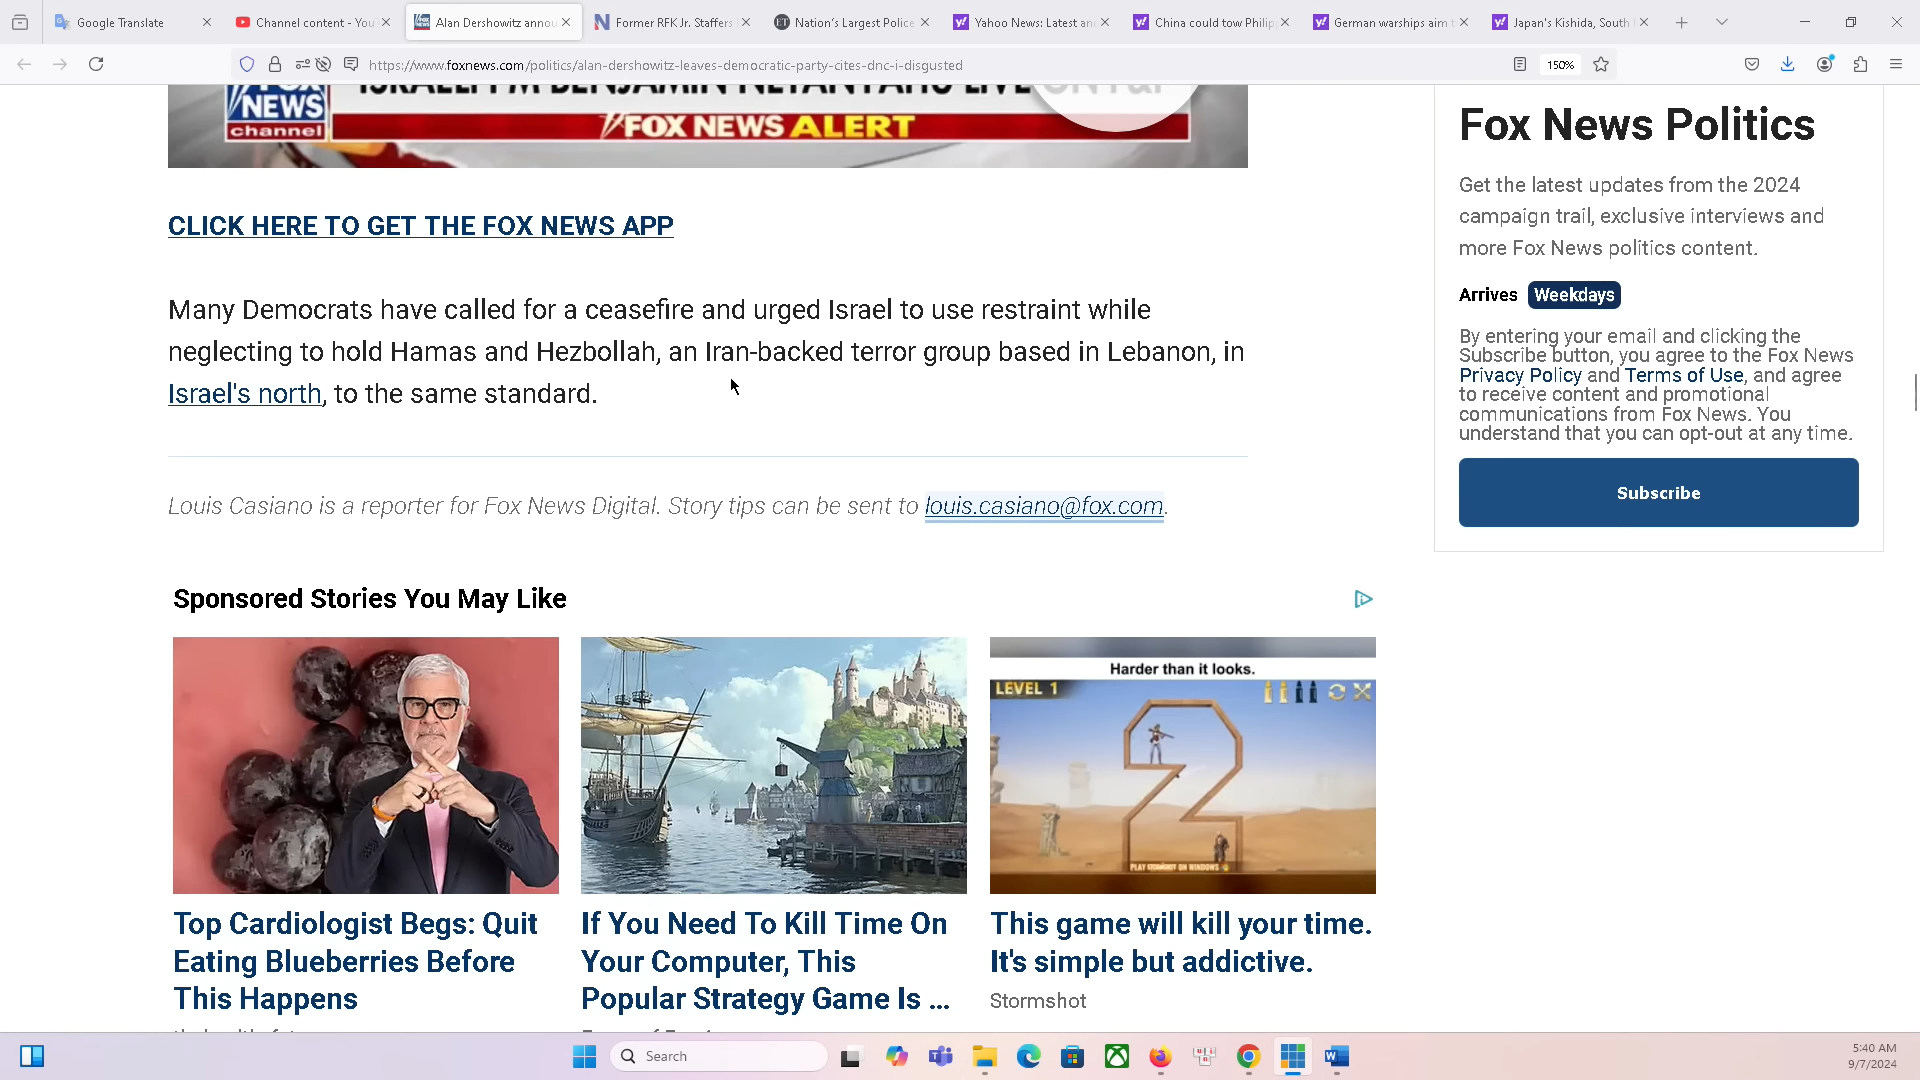 Google Translate
Channel content - You
Alan Dershowitz annou
Former RFK Jr. Staffers
Nation's Largest Police
Yahoo News: Latest an
China could tow Philip
German warships aim t
Japan's Kishida, South
https://www.foxnews.com/politics/alan-dershowitz-leaves-democratic-party-cites-dnc-i-disgusted
150%
NEWS
channel
ISRAELI PM BENJAMIN NETANYAHU LIVE ON F&F
FOX NEWS ALERT
CLICK HERE TO GET THE FOX NEWS APP
Many Democrats have called for a ceasefire and urged Israel to use restraint while
neglecting to hold Hamas and Hezbollah, an Iran-backed terror group based in Lebanon, in
Israel's north, to the same standard.
Louis Casiano is a reporter for Fox News Digital. Story tips can be sent to louis.casiano@fox.com.
Fox News Politics
Get the latest updates from the 2024
campaign trail, exclusive interviews and
more Fox News politics content.
Arrives Weekdays
By entering your email and clicking the
Subscribe button, you agree to the Fox News
Privacy Policy and Terms of Use, and agree
to receive content and promotional
communications from Fox News. You
understand that you can opt-out at any time.
Subscribe
Sponsored Stories You May Like
Harder than it looks.
LEVEL 1
PLAY STORMSHOT ON WINDOWS
Top Cardiologist Begs: Quit
Eating Blueberries Before
This Happens
If You Need To Kill Time On
Your Computer, This
Popular Strategy Game Is ...
This game will kill your time.
It's simple but addictive.
Stormshot
Search
5:40 AM
9/7/2024